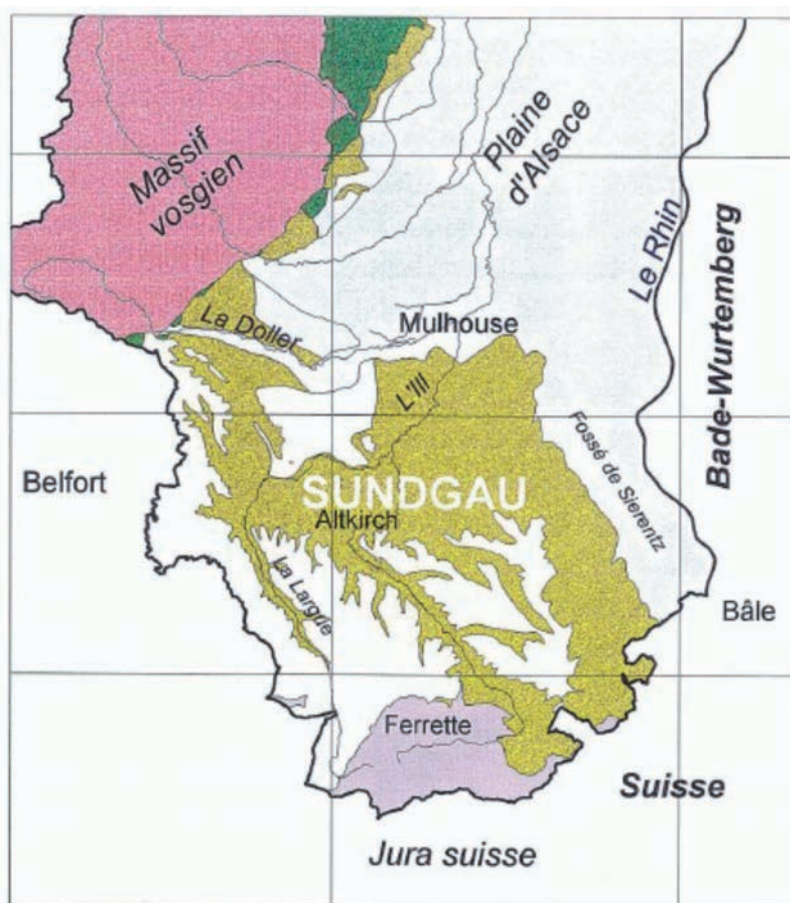 Massif
vosgien
Plaine
d'Alsace
Le Rhin
Bade-Wurtemberg
La Doller
Mulhouse
L'Ill
Fossé de Sierentz
Belfort
SUNDGAU
Altkirch
La Largue
Bâle
Ferrette
Suisse
Jura suisse